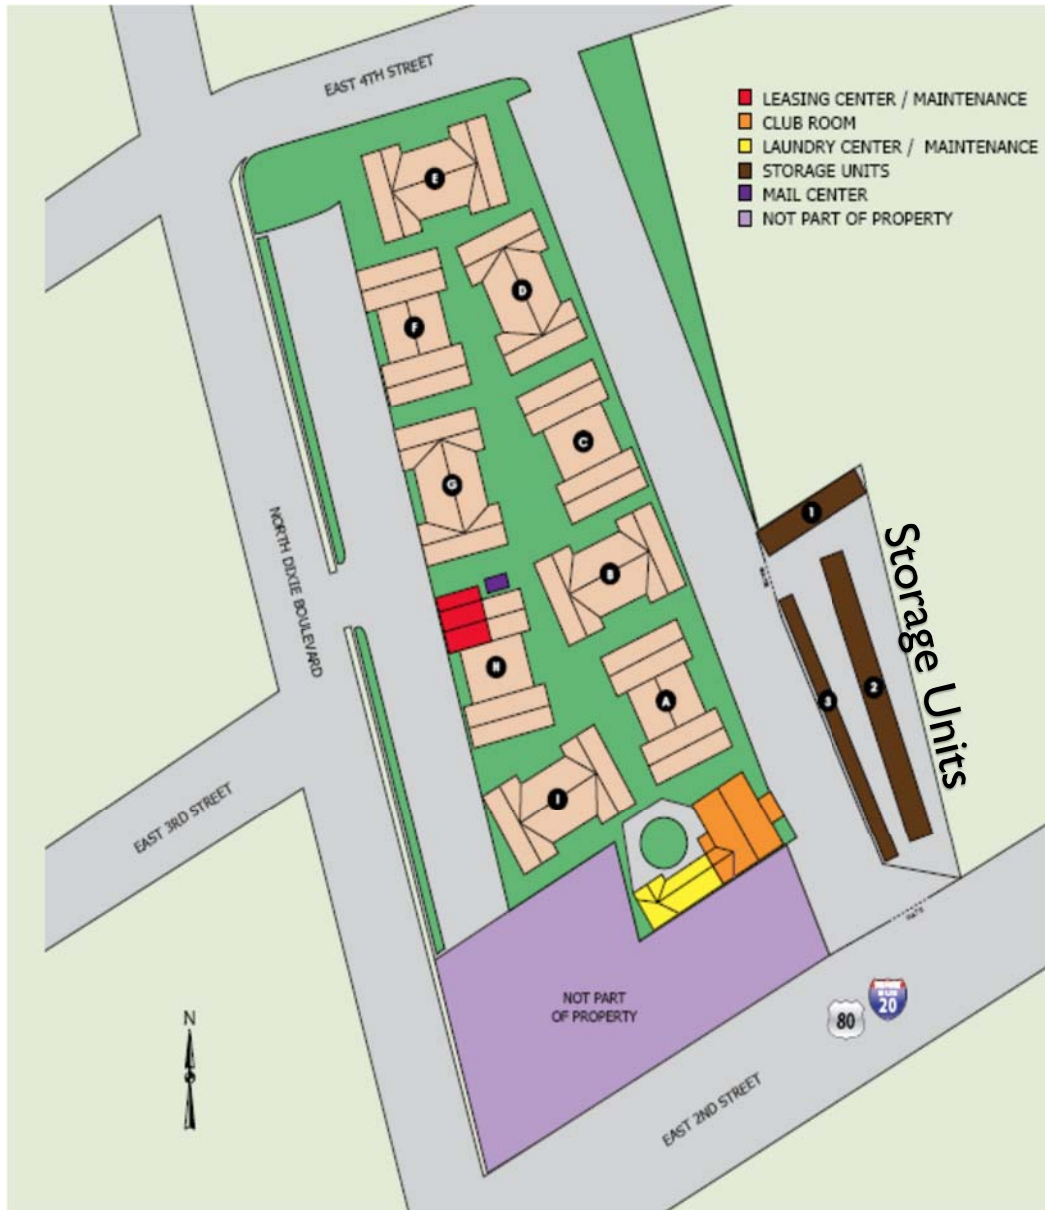 EAST 4TH STREET
LEASING CENTER / MAINTENANCE
CLUB ROOM
LAUNDRY CENTER / MAINTENANCE
STORAGE UNITS
MAIL CENTER
NOT PART OF PROPERTY
E
D
F
C
G
1
B
GATE
NORTH DIXIE BOULEVARD
Storage Units
H
A
3
2
I
EAST 3RD STREET
GATE
NOT PART
OF PROPERTY
80
20
N
EAST 2ND STREET